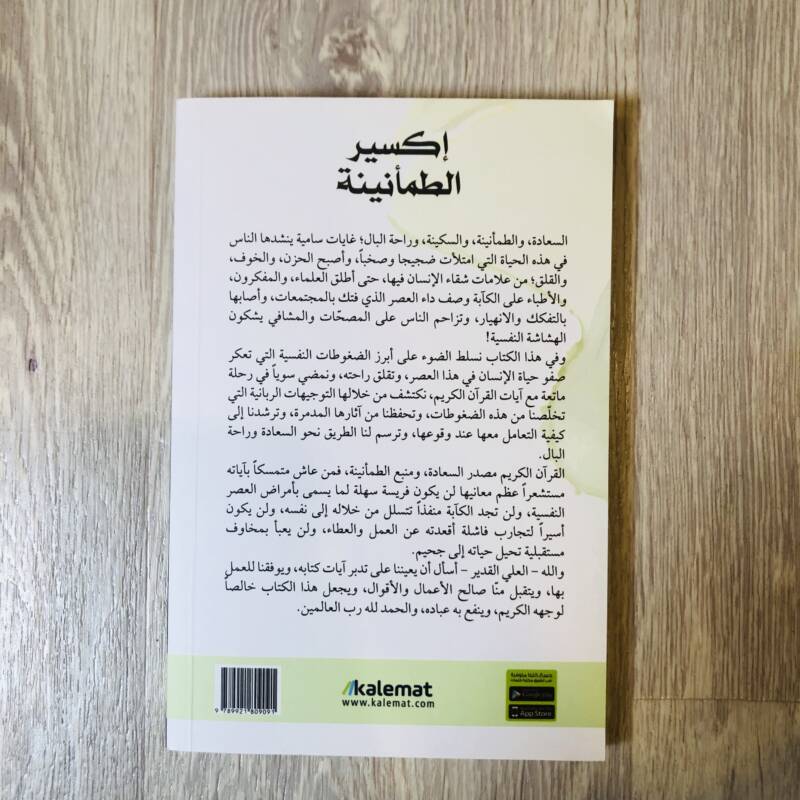 إكسير
الطمأنينة
السعادة، والطمأنينة، والسكينة، وراحة البال؛ غايات سامية ينشدها الناس
في هذه الحياة التي امتلأت ضجيجا وصخباً، وأصبح الحزن، والخوف،
والقلق؛ من علامات شقاء الإنسان فيها، حتى أطلق العلماء، والمفكرون،
والأطباء على الكآبة وصف داء العصر الذي فتك بالمجتمعات، وأصابها
بالتفكك والانهيار، وتزاحم الناس على المصحّات والمشافي يشكون
الهشاشة النفسية!
وفي هذا الكتاب نسلط الضوء على أبرز الضغوطات النفسية التي تعكر
صفو حياة الإنسان في هذا العصر، وتقلق راحته، ونمضي سوياً في رحلة
ماتعة مع آيات القرآن الكريم، نكتشف من خلالها التوجيهات الربانية التي
تخلّصنا من هذه الضغوطات، وتحفظنا من آثارها المدمرة، وترشدنا إلى
كيفية التعامل معها عند وقوعها، وترسم لنا الطريق نحو السعادة وراحة
البال.
القرآن الكريم مصدر السعادة، ومنبع الطمأنينة، فمن عاش متمسكاً بآياته
مستشعراً عظم معانيها لن يكون فريسة سهلة لما يسمى بأمراض العصر
النفسية، ولن تجد الكآبة منفذاً تتسلل من خلاله إلى نفسه، ولن يكون
أسيراً لتجارب فاشلة أقعدته عن العمل والعطاء، ولن يعبأ بمخاوف
مستقبلية تحيل حياته إلى جحيم.
والله - العلي القدير - أسأل أن يعيننا على تدبر آيات كتابه، ويوفقنا للعمل
بها، ويتقبل منّا صالح الأعمال والأقوال، ويجعل هذا الكتاب خالصاً
لوجهه الكريم، وينفع به عباده، والحمد لله رب العالمين.
kalemat
www.kalemat.com
9 789921 809091
Google play
App Store